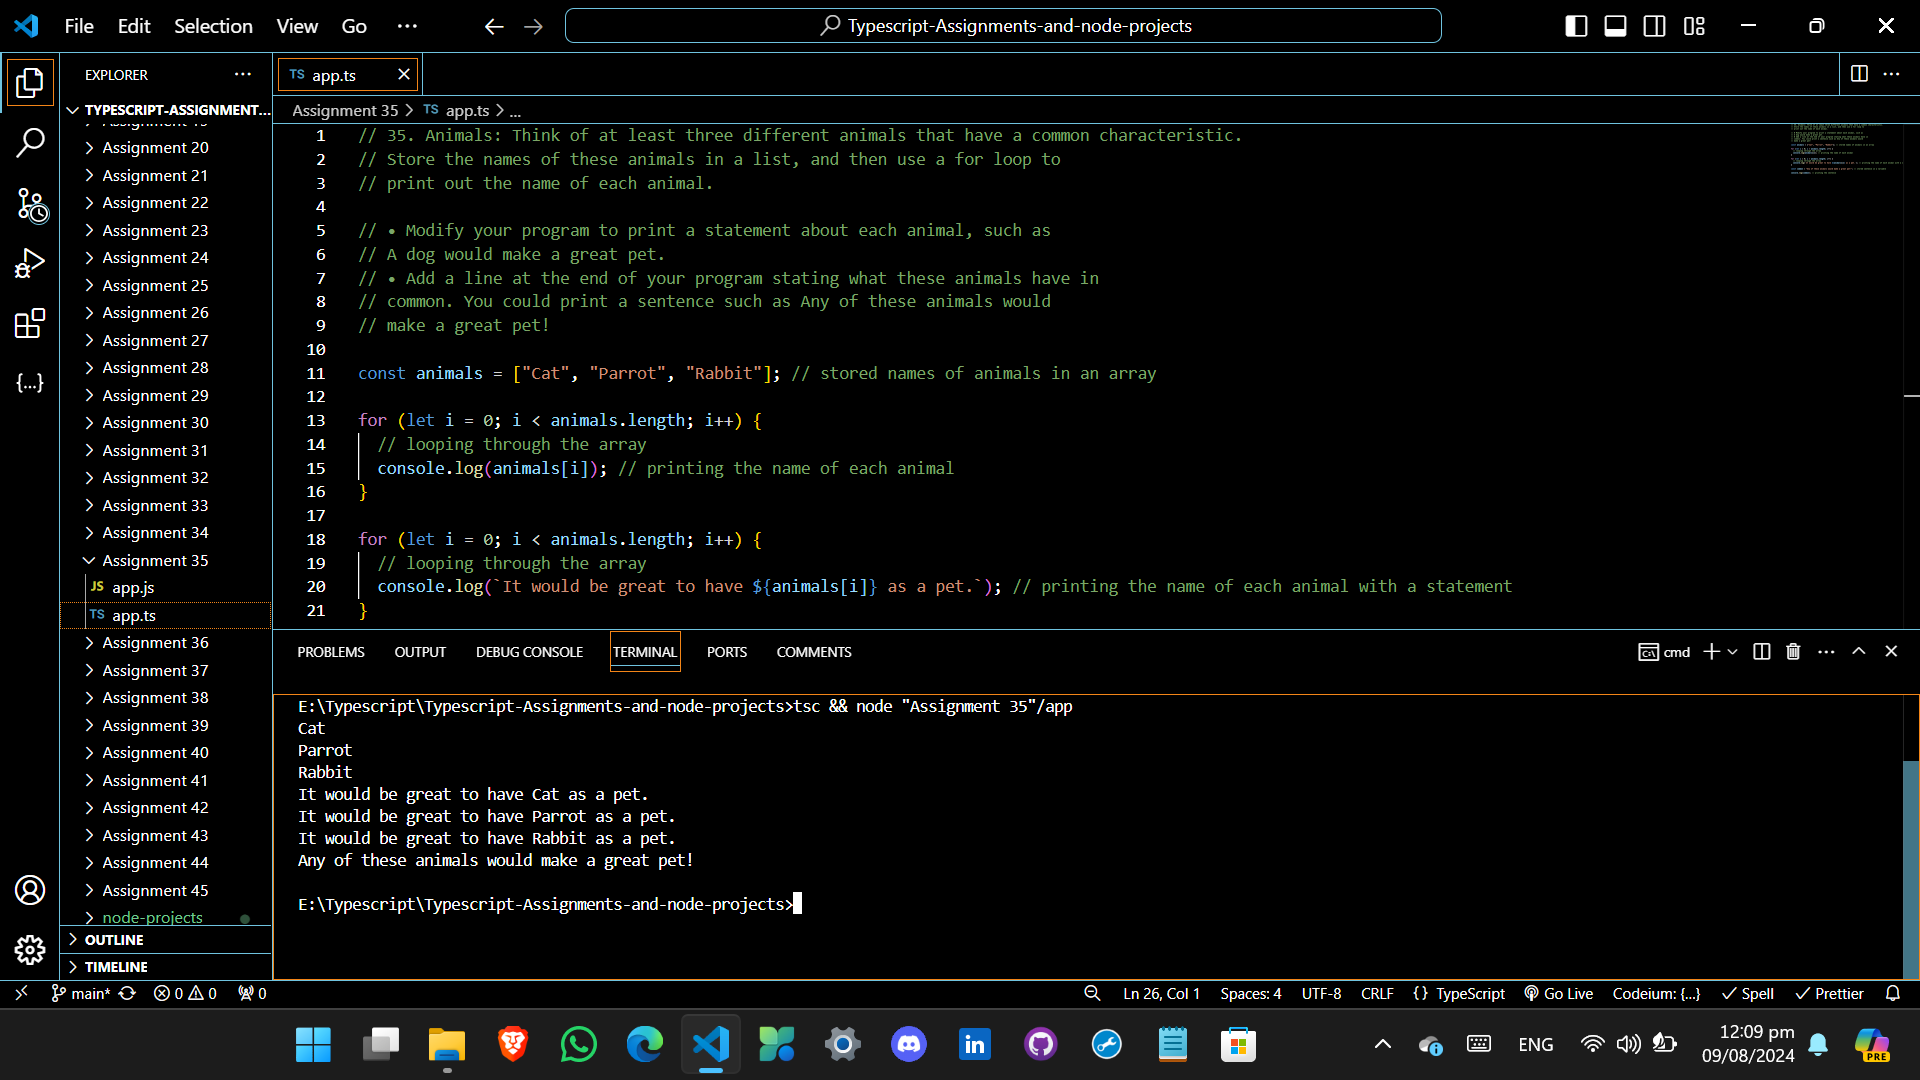 File Edit Selection View Go ...
Typescript-Assignments-and-node-projects
EXPLORER
TS app.ts
TYPESCRIPT-ASSIGNMENT...
Assignment 35 > TS app.ts > ...
Assignment 20
Assignment 21
Assignment 22
Assignment 23
Assignment 24
Assignment 25
Assignment 26
Assignment 27
Assignment 28
Assignment 29
Assignment 30
Assignment 31
Assignment 32
Assignment 33
Assignment 34
Assignment 35
JS app.js
TS app.ts
Assignment 36
Assignment 37
Assignment 38
Assignment 39
Assignment 40
Assignment 41
Assignment 42
Assignment 43
Assignment 44
Assignment 45
node-projects
OUTLINE
TIMELINE
1 // 35. Animals: Think of at least three different animals that have a common characteristic.
2 // Store the names of these animals in a list, and then use a for loop to
3 // print out the name of each animal.
4
5 // • Modify your program to print a statement about each animal, such as
6 // A dog would make a great pet.
7 // • Add a line at the end of your program stating what these animals have in
8 // common. You could print a sentence such as Any of these animals would
9 // make a great pet!
10
11 const animals = ["Cat", "Parrot", "Rabbit"]; // stored names of animals in an array
12
13 for (let i = 0; i < animals.length; i++) {
14 // looping through the array
15 console.log(animals[i]); // printing the name of each animal
16 }
17
18 for (let i = 0; i < animals.length; i++) {
19 // looping through the array
20 console.log(`It would be great to have ${animals[i]} as a pet.`); // printing the name of each animal with a statement
21 }
PROBLEMS OUTPUT DEBUG CONSOLE TERMINAL PORTS COMMENTS
cmd
E:\Typescript\Typescript-Assignments-and-node-projects>tsc && node "Assignment 35"/app
Cat
Parrot
Rabbit
It would be great to have Cat as a pet.
It would be great to have Parrot as a pet.
It would be great to have Rabbit as a pet.
Any of these animals would make a great pet!
E:\Typescript\Typescript-Assignments-and-node-projects>
main* 0 0 0
Ln 26, Col 1 Spaces: 4 UTF-8 CRLF {} TypeScript Go Live Codeium: {...} Spell Prettier
ENG
12:09 pm
09/08/2024
PRE